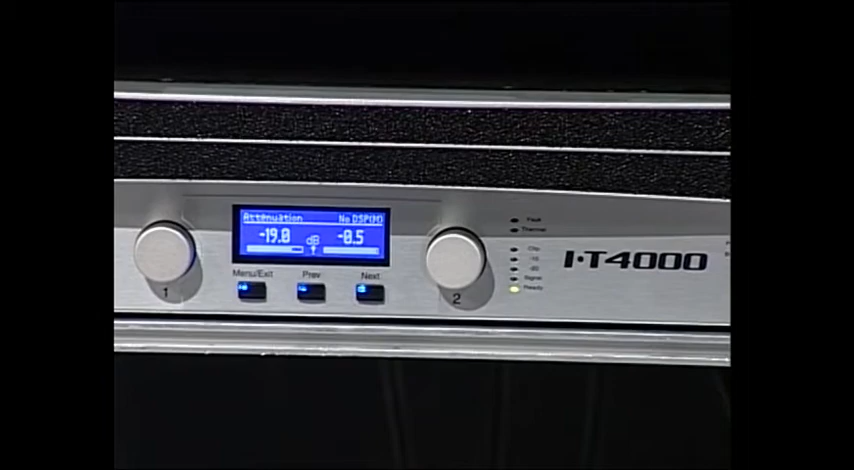 Attenuation No DSP(M)
-19.0 dB -0.5
Menu/Exit Prev Next
1
2
Peak
Thermal
Clip
-10
-20
Signal
Ready
I·T4000